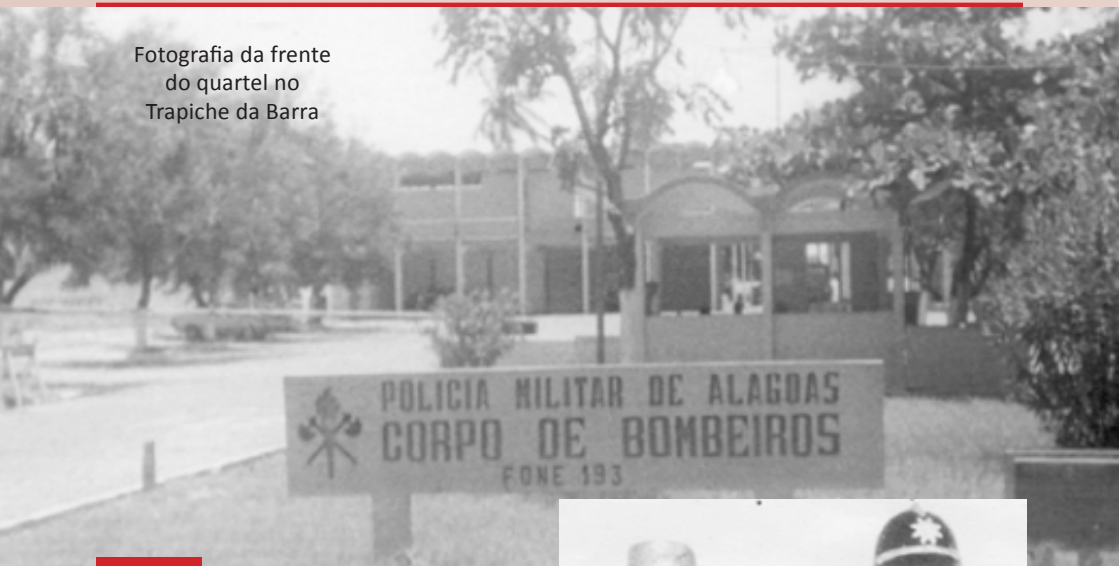 Fotografia da frente
do quartel no
Trapiche da Barra
POLICIA MILITAR DE ALAGOAS
CORPO DE BOMBEIROS
FONE 193